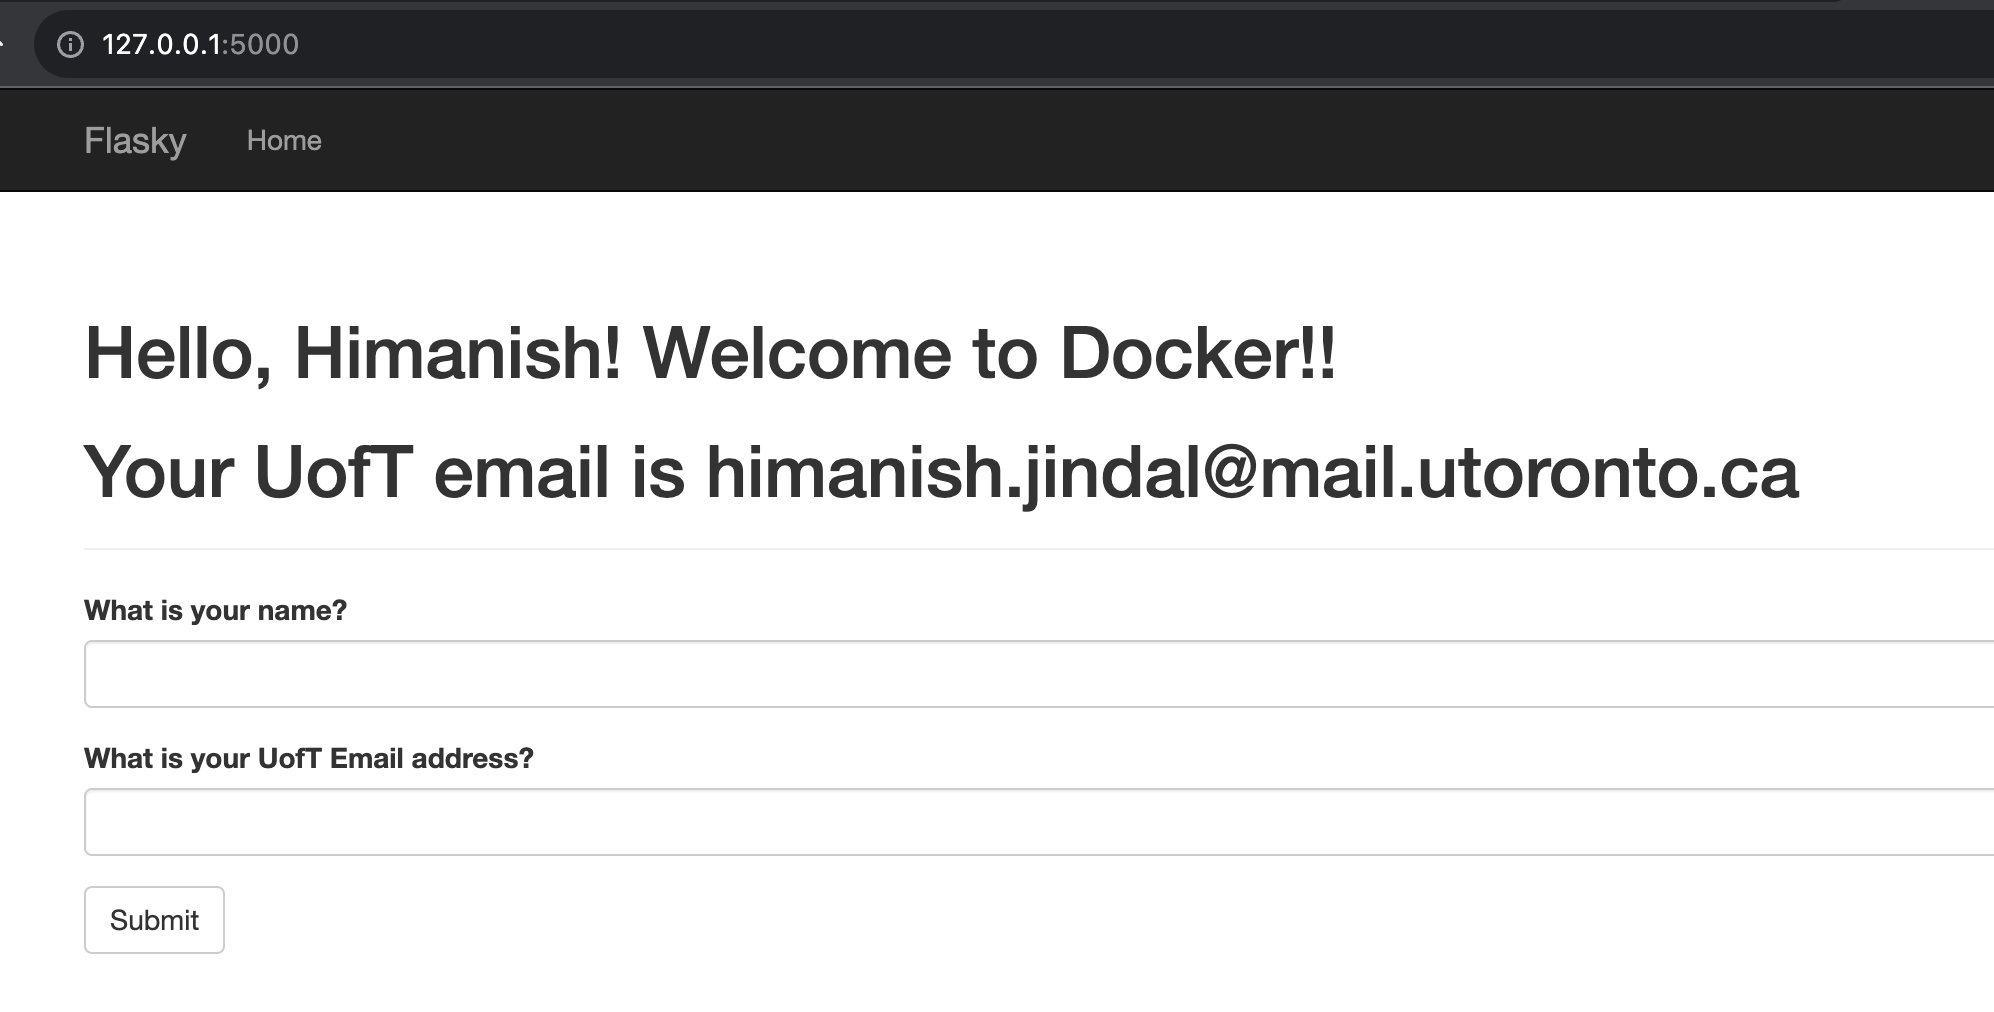 127.0.0.1:5000
Flasky Home
Hello, Himanish! Welcome to Docker!!
Your UofT email is himanish.jindal@mail.utoronto.ca
What is your name?
What is your UofT Email address?
Submit